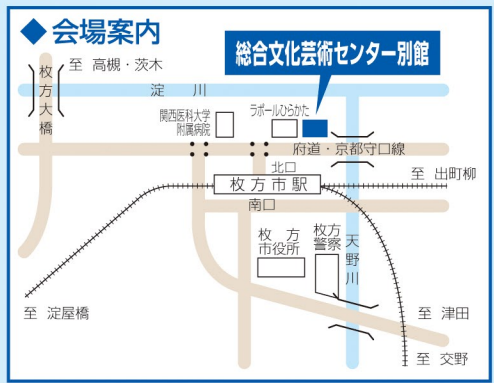 ◆ 会場案内
総合文化芸術センター別館
至 高槻・茨木
枚方大橋
淀川
関西医科大学
附属病院
ラポールひらかた
府道・京都守口線
北口
至 出町柳
枚方市駅
南口
枚方
市役所
枚方
警察
天野川
至 淀屋橋
至 津田
至 交野